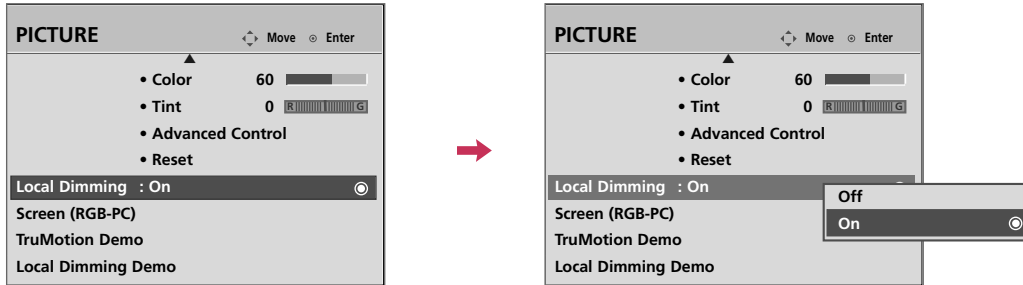 PICTURE Move Enter
• Color 60
• Tint 0 R G
• Advanced Control
• Reset
Local Dimming : On
Screen (RGB-PC)
TruMotion Demo
Local Dimming Demo
PICTURE Move Enter
• Color 60
• Tint 0 R G
• Advanced Control
• Reset
Local Dimming : On
Screen (RGB-PC)
TruMotion Demo
Local Dimming Demo
Off
On